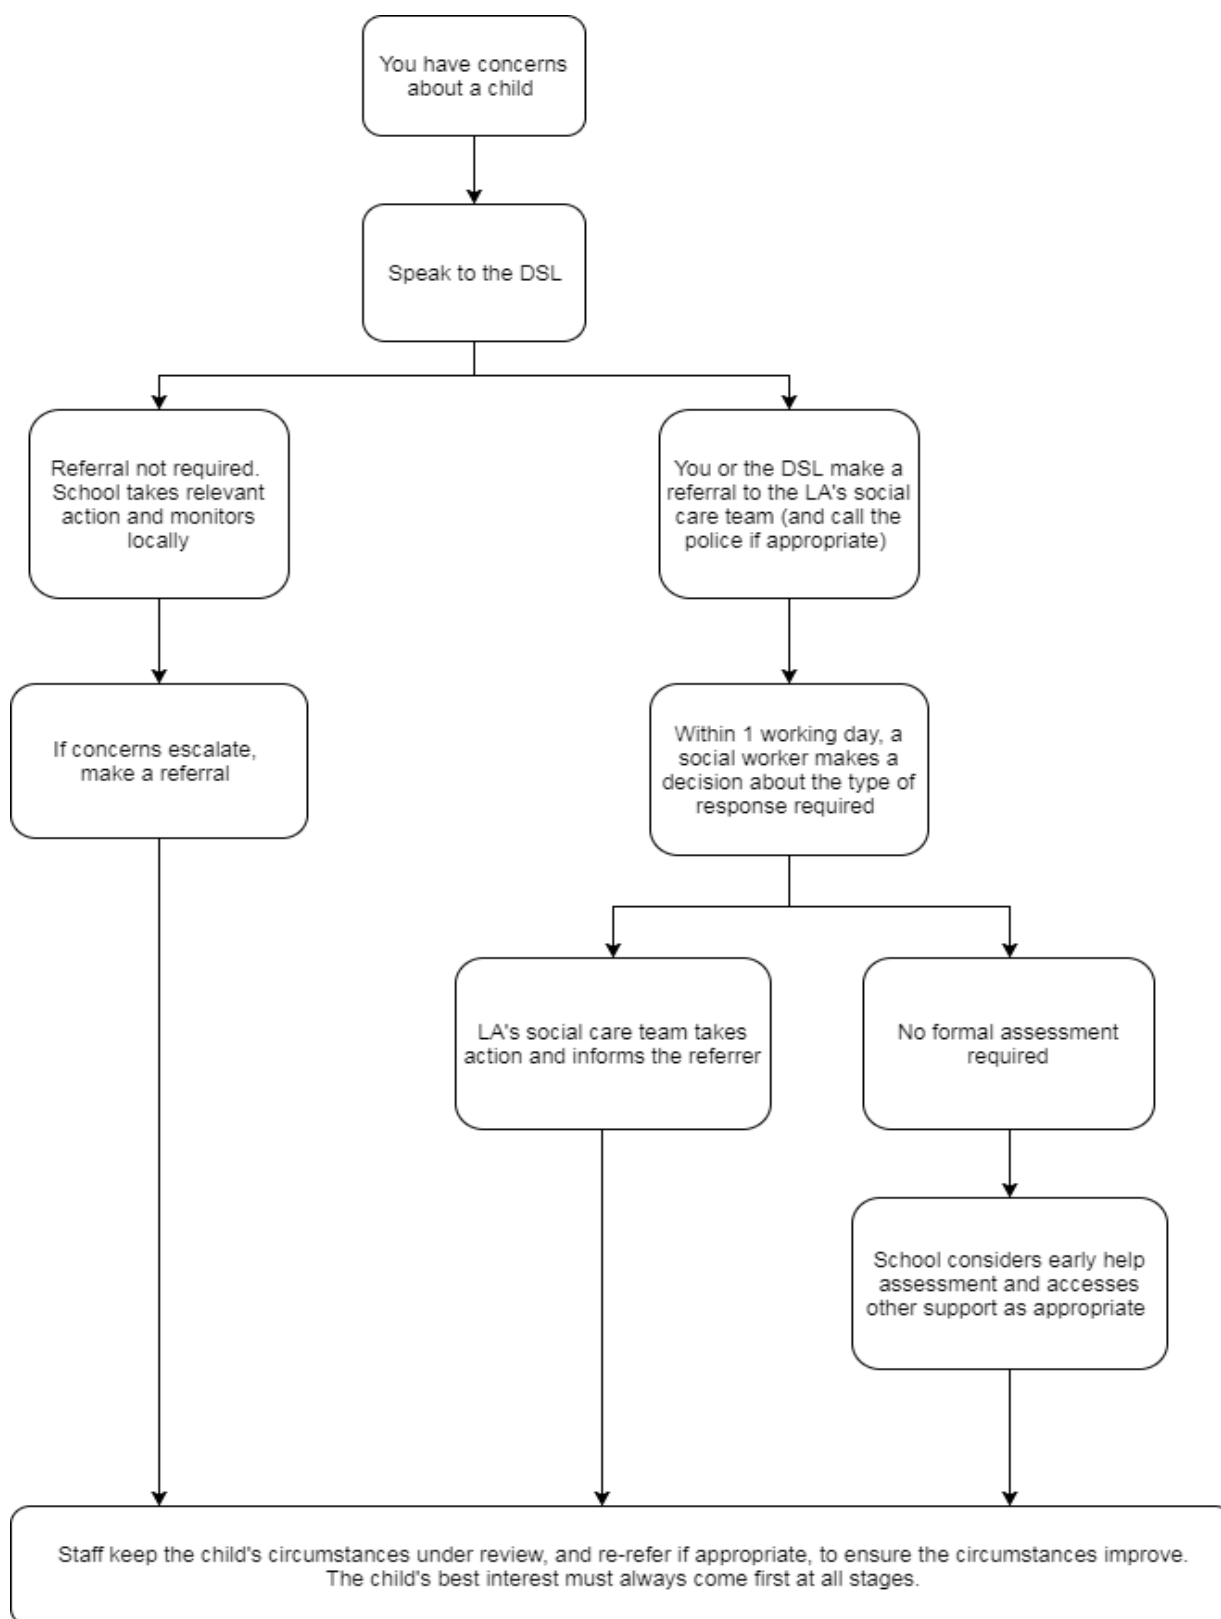 You have concerns
about a child
Speak to the DSL
Referral not required.
School takes relevant
action and monitors
locally
You or the DSL make a
referral to the LA's social
care team (and call the
police if appropriate)
If concerns escalate,
make a referral
Within 1 working day, a
social worker makes a
decision about the type of
response required
LA's social care team takes
action and informs the referrer
No formal assessment
required
School considers early help
assessment and accesses
other support as appropriate
Staff keep the child's circumstances under review, and re-refer if appropriate, to ensure the circumstances improve.
The child's best interest must always come first at all stages.